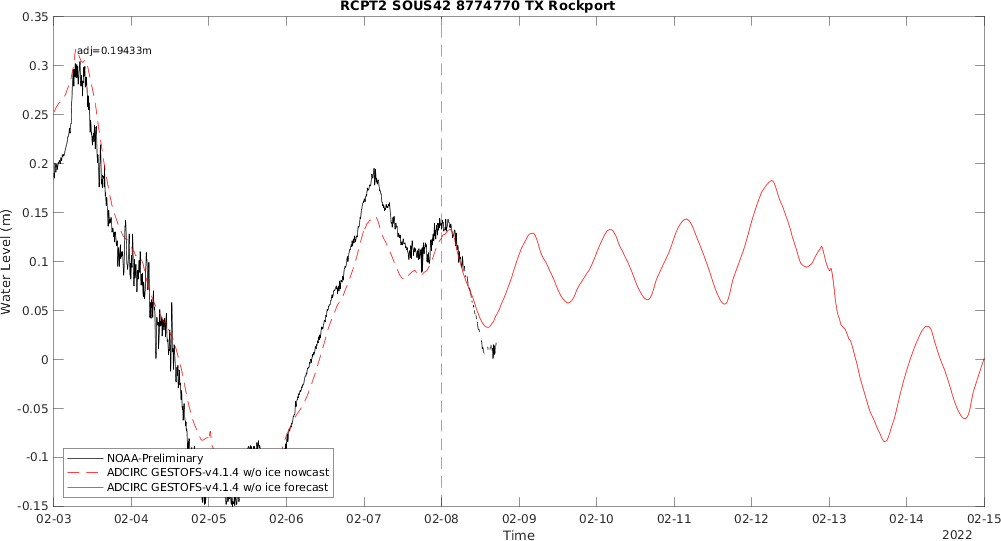 RCPT2 SOUS42 8774770 TX Rockport
adj=0.19433m
0.35
0.3
0.25
0.2
0.15
0.1
0.05
0
-0.05
-0.1
-0.15
Water Level (m)
NOAA-Preliminary
ADCIRC GESTOFS-v4.1.4 w/o ice nowcast
ADCIRC GESTOFS-v4.1.4 w/o ice forecast
02-03 02-04 02-05 02-06 02-07 02-08 02-09 02-10 02-11 02-12 02-13 02-14 02-15
Time
2022